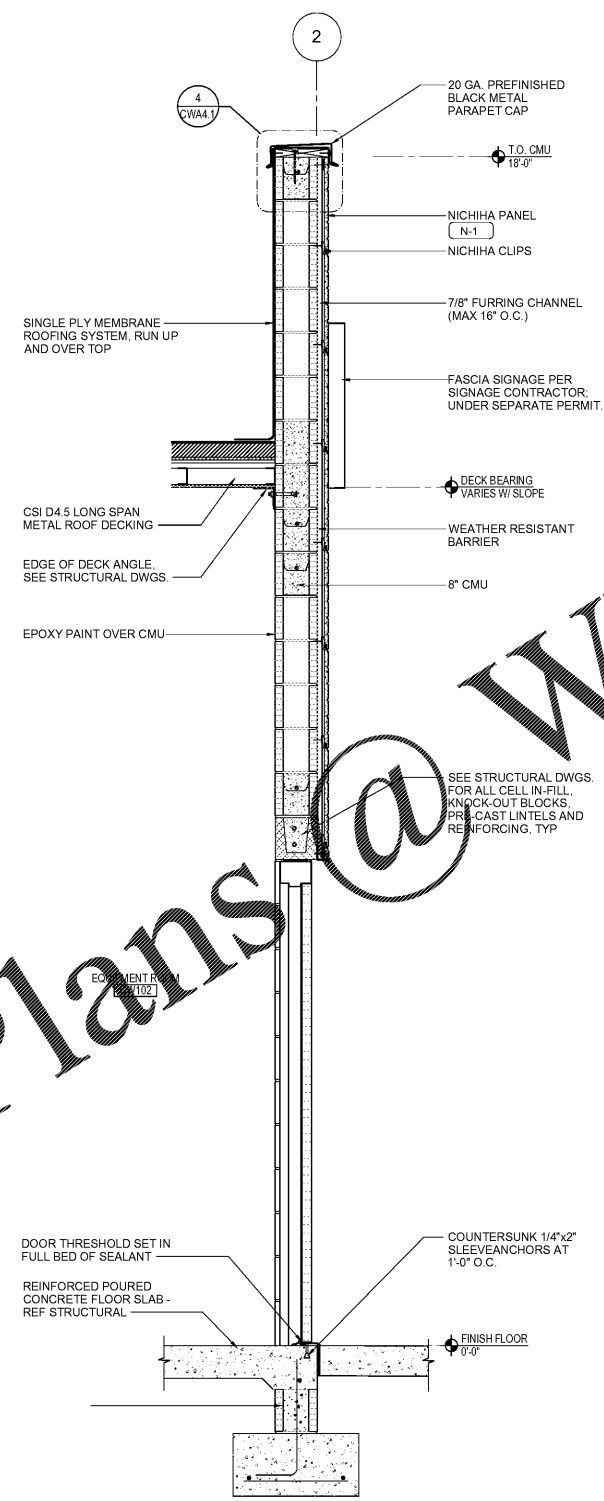 2
4
CWA4.1
20 GA. PREFINISHED
BLACK METAL
PARAPET CAP
T.O. CMU
18'-0"
NICHIHA PANEL
N-1
NICHIHA CLIPS
7/8" FURRING CHANNEL
(MAX 16" O.C.)
SINGLE PLY MEMBRANE
ROOFING SYSTEM, RUN UP
AND OVER TOP
FASCIA SIGNAGE PER
SIGNAGE CONTRACTOR;
UNDER SEPARATE PERMIT.
DECK BEARING
VARIES W/ SLOPE
CSI D4.5 LONG SPAN
METAL ROOF DECKING
WEATHER RESISTANT
BARRIER
EDGE OF DECK ANGLE,
SEE STRUCTURAL DWGS.
8" CMU
EPOXY PAINT OVER CMU
SEE STRUCTURAL DWGS.
FOR ALL CELL IN-FILL,
KNOCK-OUT BLOCKS,
PRE-CAST LINTELS AND
REINFORCING, TYP
Plans @ W
EQUIPMENT ROOM
DOOR THRESHOLD SET IN
FULL BED OF SEALANT
COUNTERSUNK 1/4"x2"
SLEEVEANCHORS AT
1'-0" O.C.
REINFORCED POURED
CONCRETE FLOOR SLAB -
REF STRUCTURAL
FINISH FLOOR
0'-0"